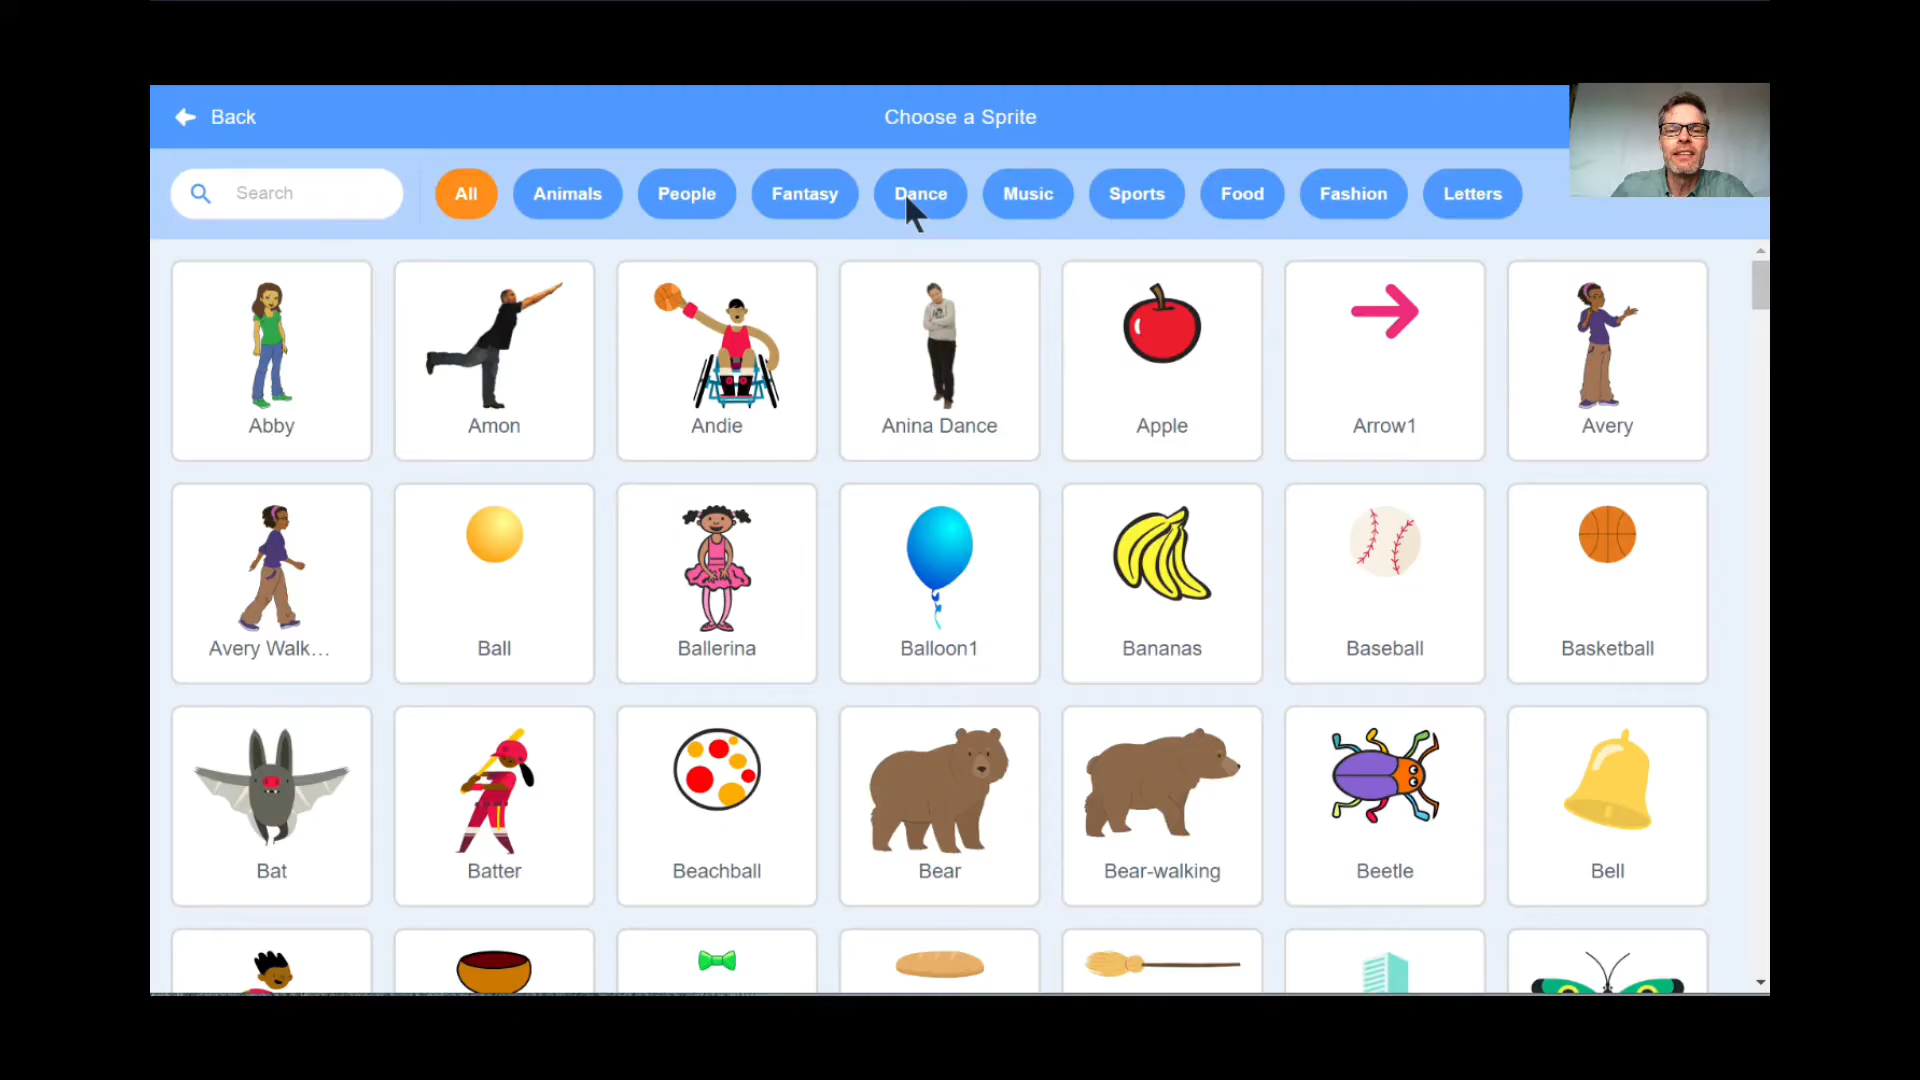 Back
Choose a Sprite
Search
All
Animals
People
Fantasy
Dance
Music
Sports
Food
Fashion
Letters
Abby
Amon
Andie
Anina Dance
Apple
Arrow1
Avery
Avery Walk...
Ball
Ballerina
Balloon1
Bananas
Baseball
Basketball
Bat
Batter
Beachball
Bear
Bear-walking
Beetle
Bell